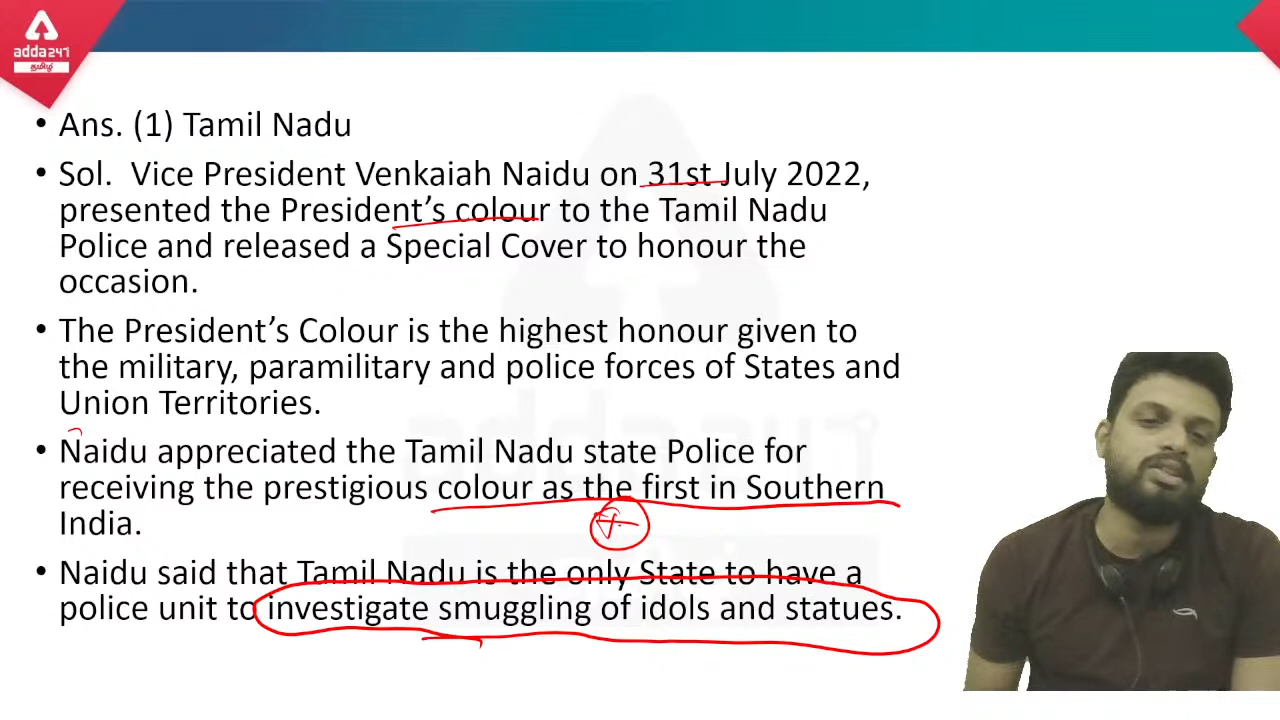 adda247
தமிழ்
• Ans. (1) Tamil Nadu
• Sol. Vice President Venkaiah Naidu on 31st July 2022,
presented the President’s colour to the Tamil Nadu
Police and released a Special Cover to honour the
occasion.
• The President’s Colour is the highest honour given to
the military, paramilitary and police forces of States and
Union Territories.
• Naidu appreciated the Tamil Nadu state Police for
receiving the prestigious colour as the first in Southern
India.
• Naidu said that Tamil Nadu is the only State to have a
police unit to investigate smuggling of idols and statues.